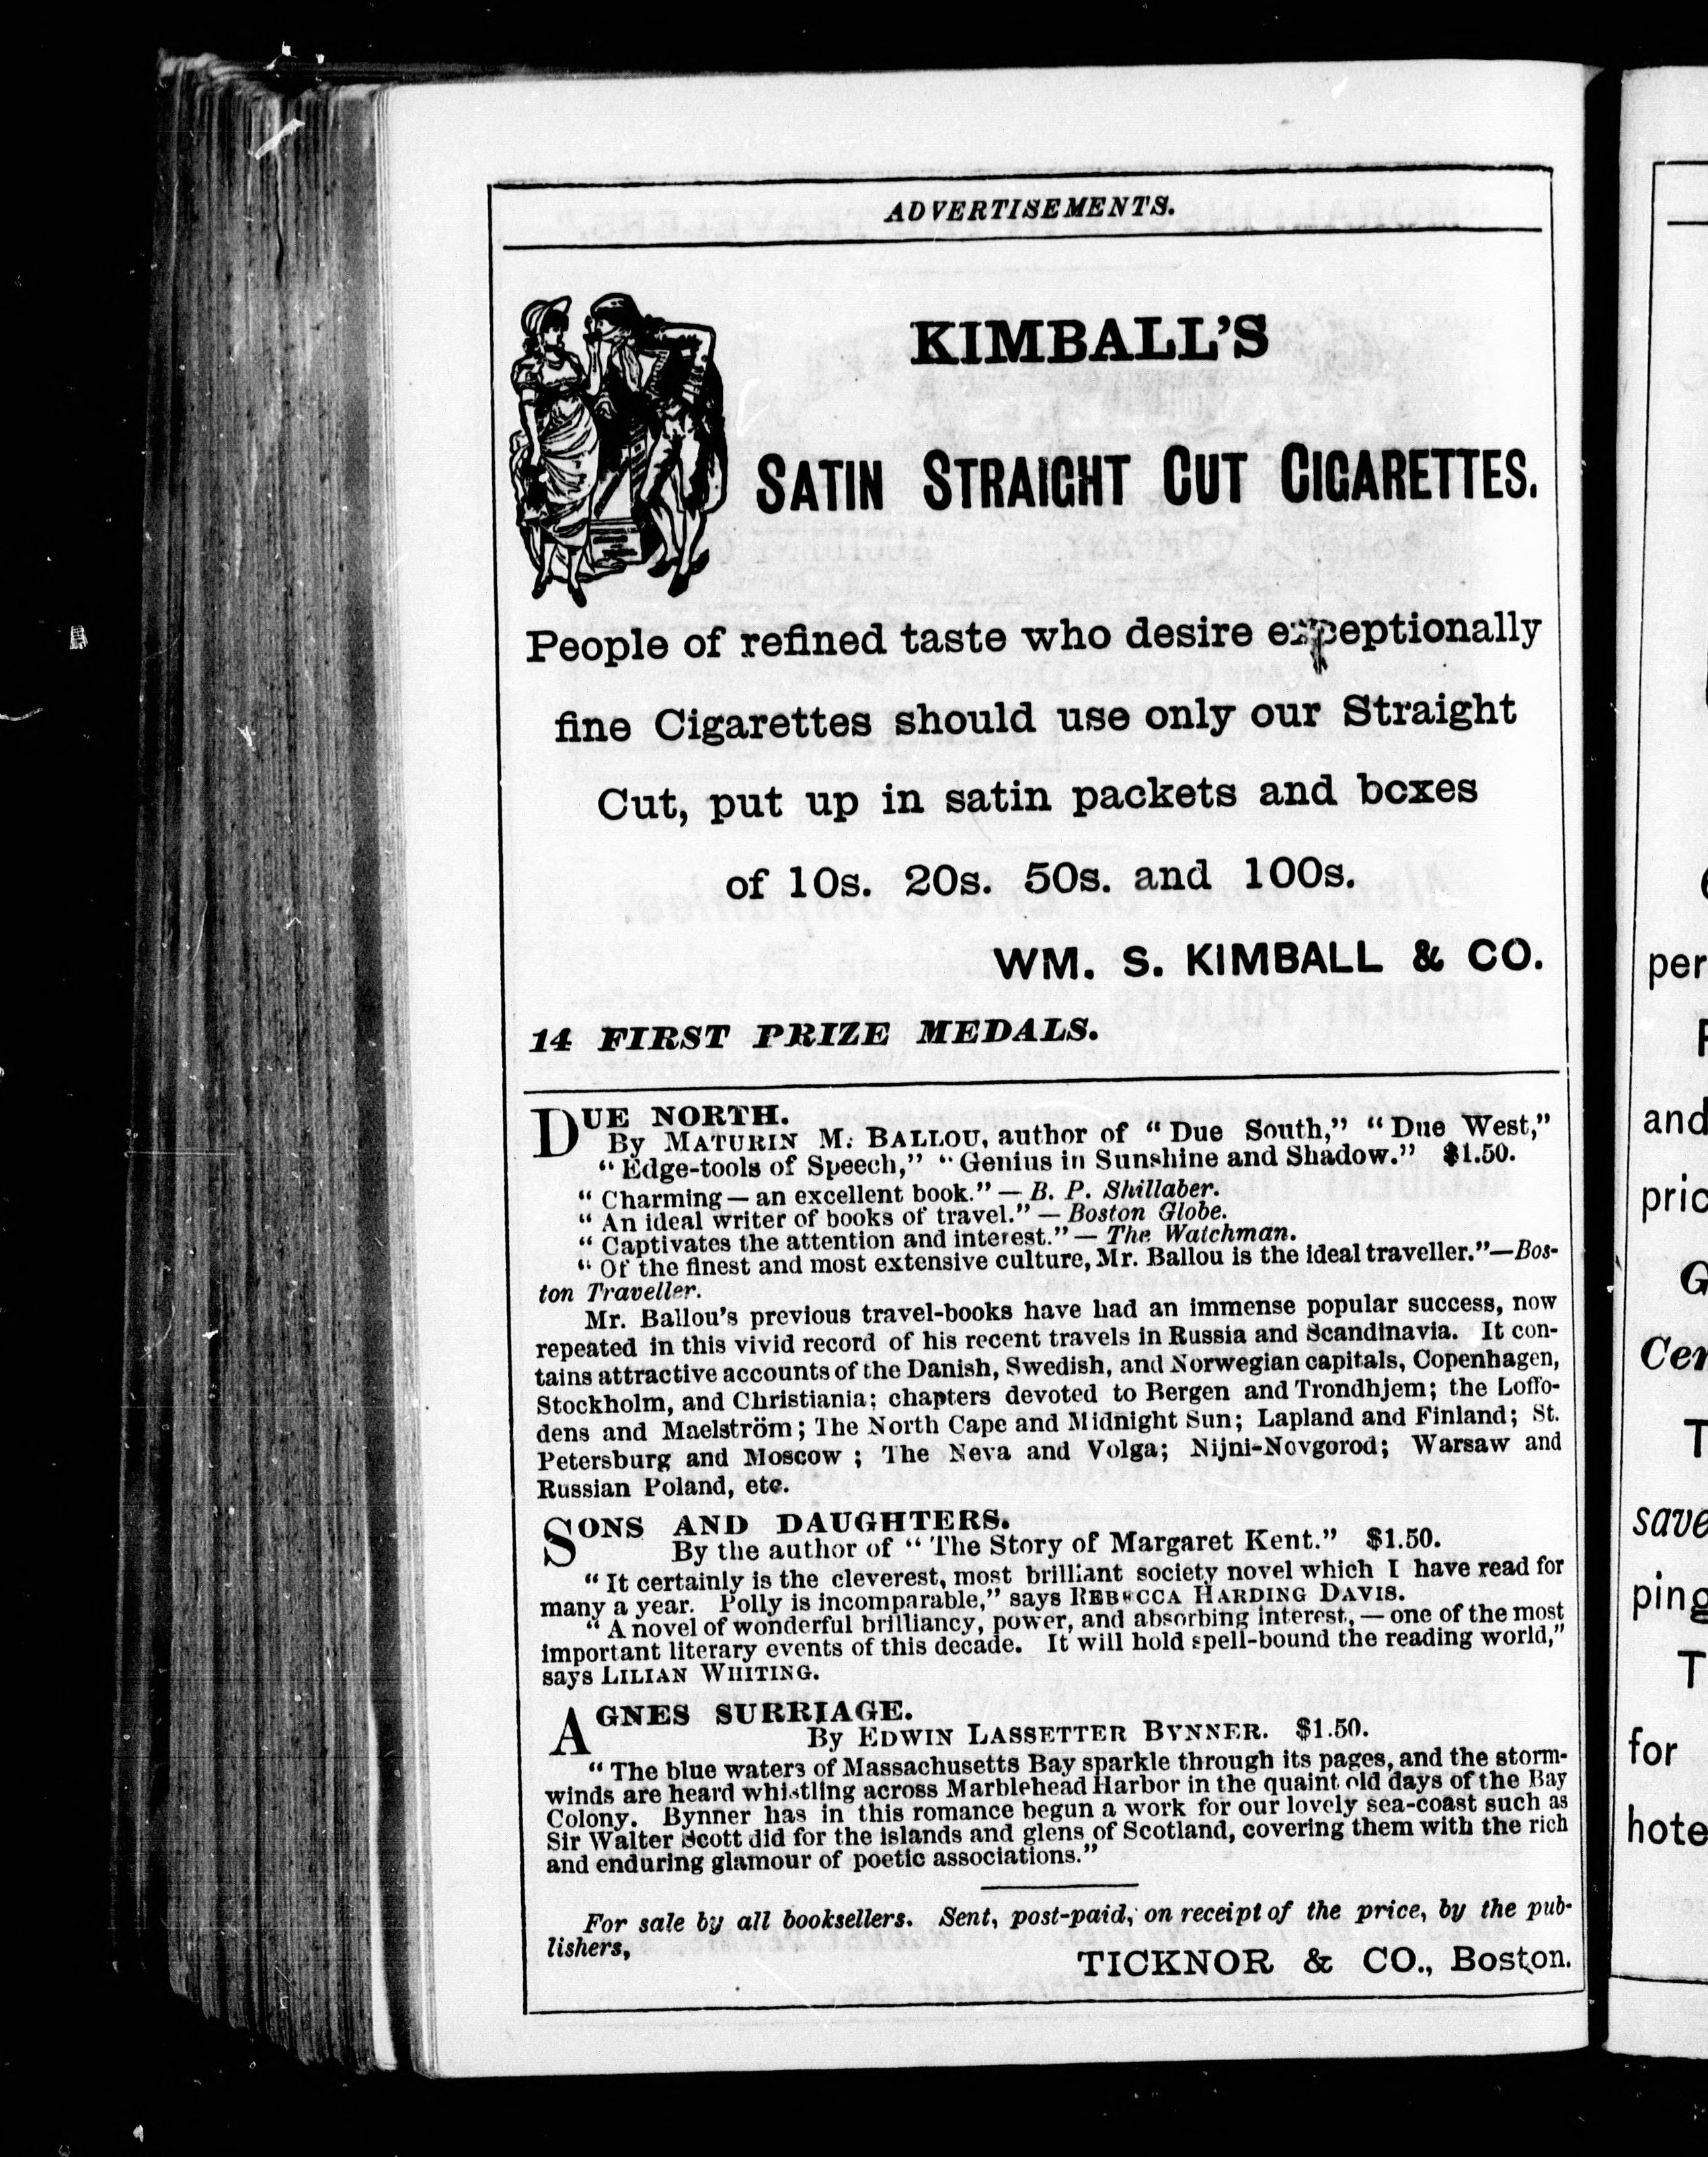 ADVERTISEMENTS.
KIMBALL'S
SATIN STRAIGHT CUT CIGARETTES.
People of refined taste who desire exceptionally
fine Cigarettes should use only our Straight
Cut, put up in satin packets and boxes
of 10s. 20s. 50s. and 100s.
WM. S. KIMBALL & CO.
14 FIRST PRIZE MEDALS.
DUE NORTH.
By MATURIN M. BALLOU, author of "Due South," "Due West,"
"Edge-tools of Speech," "Genius in Sunshine and Shadow." $1.50.
"Charming — an excellent book." — B. P. Shillaber.
"An ideal writer of books of travel." — Boston Globe.
"Captivates the attention and interest." — The Watchman.
"Of the finest and most extensive culture, Mr. Ballou is the ideal traveller."—Bos-
ton Traveller.
Mr. Ballou's previous travel-books have had an immense popular success, now
repeated in this vivid record of his recent travels in Russia and Scandinavia. It con-
tains attractive accounts of the Danish, Swedish, and Norwegian capitals, Copenhagen,
Stockholm, and Christiania; chapters devoted to Bergen and Trondhjem; the Loffo-
dens and Maelström; The North Cape and Midnight Sun; Lapland and Finland; St.
Petersburg and Moscow; The Neva and Volga; Nijni-Novgorod; Warsaw and
Russian Poland, etc.
SONS AND DAUGHTERS.
By the author of "The Story of Margaret Kent." $1.50.
"It certainly is the cleverest, most brilliant society novel which I have read for
many a year. Polly is incomparable," says REBECCA HARDING DAVIS.
"A novel of wonderful brilliancy, power, and absorbing interest, — one of the most
important literary events of this decade. It will hold spell-bound the reading world,"
says LILIAN WHITING.
AGNES SURRIAGE.
By EDWIN LASSETTER BYNNER. $1.50.
"The blue waters of Massachusetts Bay sparkle through its pages, and the storm-
winds are heard whistling across Marblehead Harbor in the quaint old days of the Bay
Colony. Bynner has in this romance begun a work for our lovely sea-coast such as
Sir Walter Scott did for the islands and glens of Scotland, covering them with the rich
and enduring glamour of poetic associations."
For sale by all booksellers. Sent, post-paid, on receipt of the price, by the pub-
lishers,
TICKNOR & CO., Boston.
per
and
pric
G
Cer
T
save
ping
T
for
hote